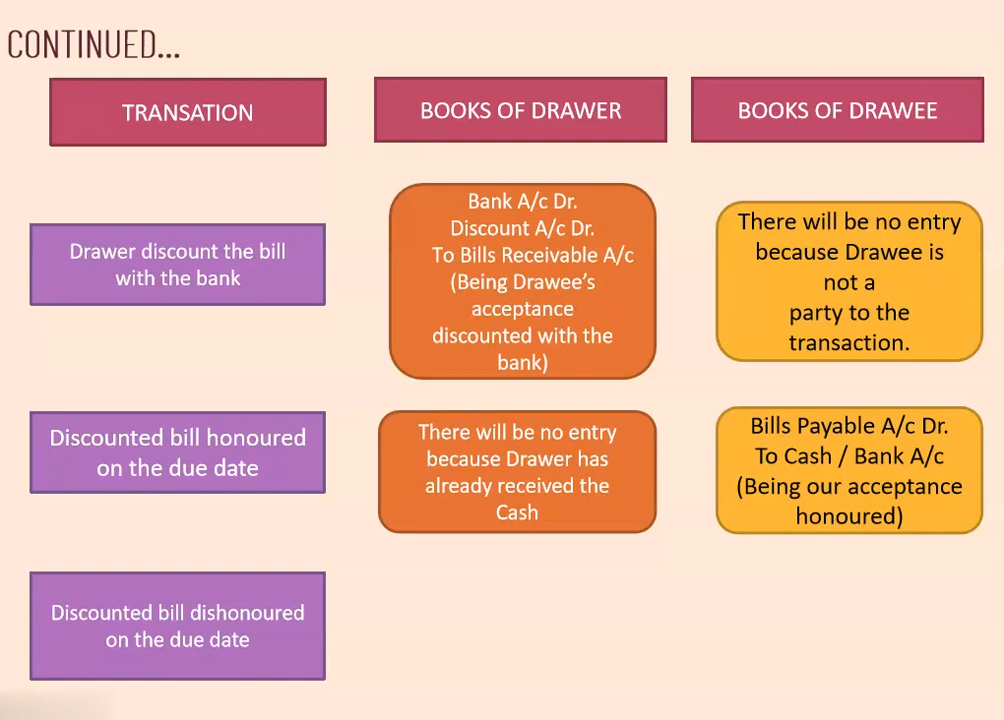 CONTINUED...
TRANSATION
BOOKS OF DRAWER
BOOKS OF DRAWEE
Drawer discount the bill
with the bank
Bank A/c Dr.
Discount A/c Dr.
To Bills Receivable A/c
(Being Drawee's
acceptance
discounted with the
bank)
There will be no entry
because Drawee is
not a
party to the
transaction.
Discounted bill honoured
on the due date
There will be no entry
because Drawer has
already received the
Cash
Bills Payable A/c Dr.
To Cash / Bank A/c
(Being our acceptance
honoured)
Discounted bill dishonoured
on the due date